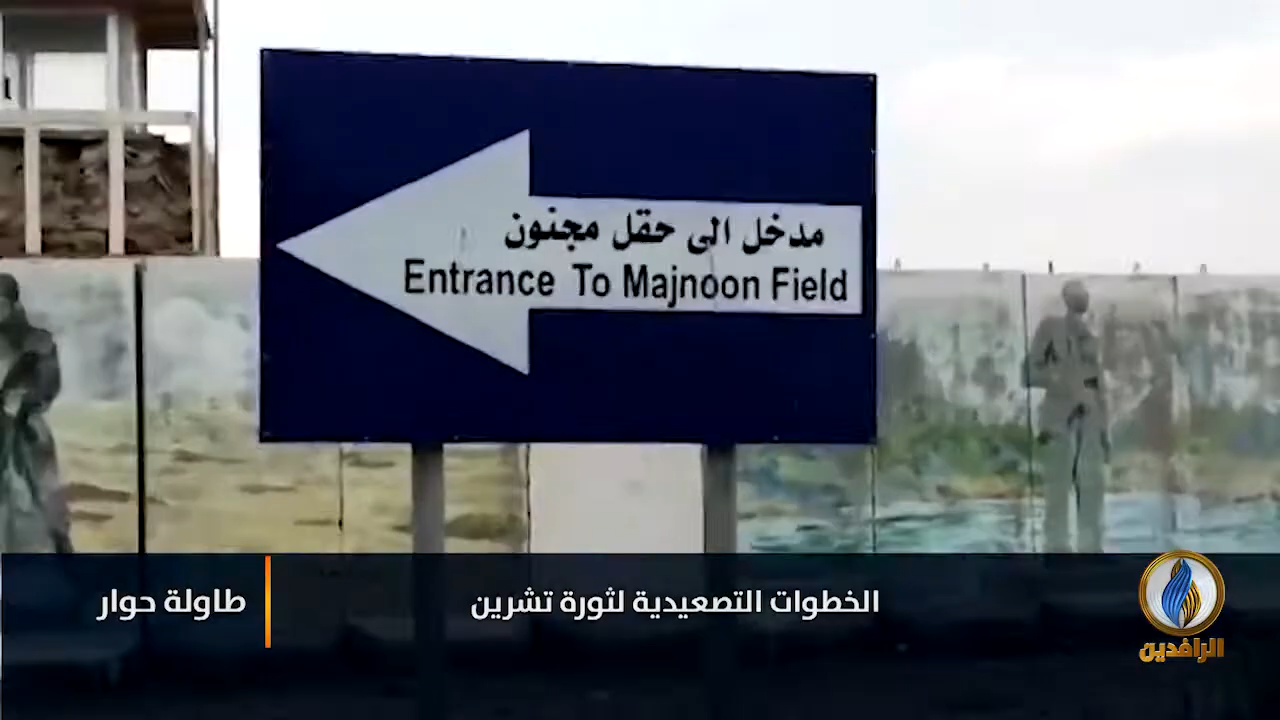 مدخل الى حقل مجنون
Entrance To Majnoon Field
الخطوات التصعيدية لثورة تشرين
طاولة حوار
الرافدين